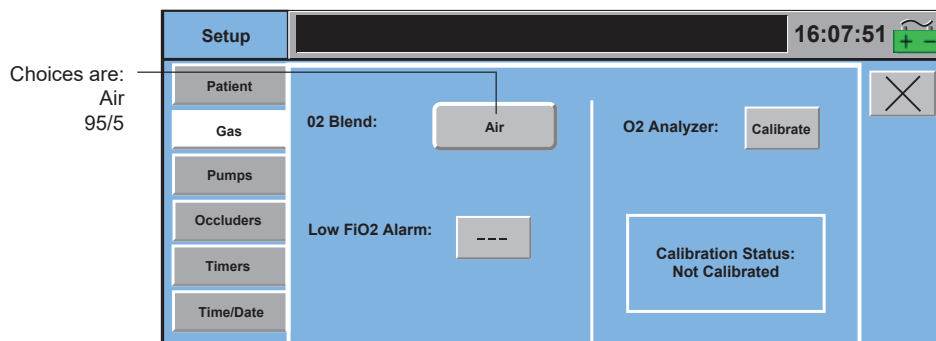 Setup
16:07:51
Choices are:
Air
95/5
Patient
Gas
Pumps
Occluders
Timers
Time/Date
02 Blend:
Air
Low FiO2 Alarm:
---
O2 Analyzer:
Calibrate
Calibration Status:
Not Calibrated